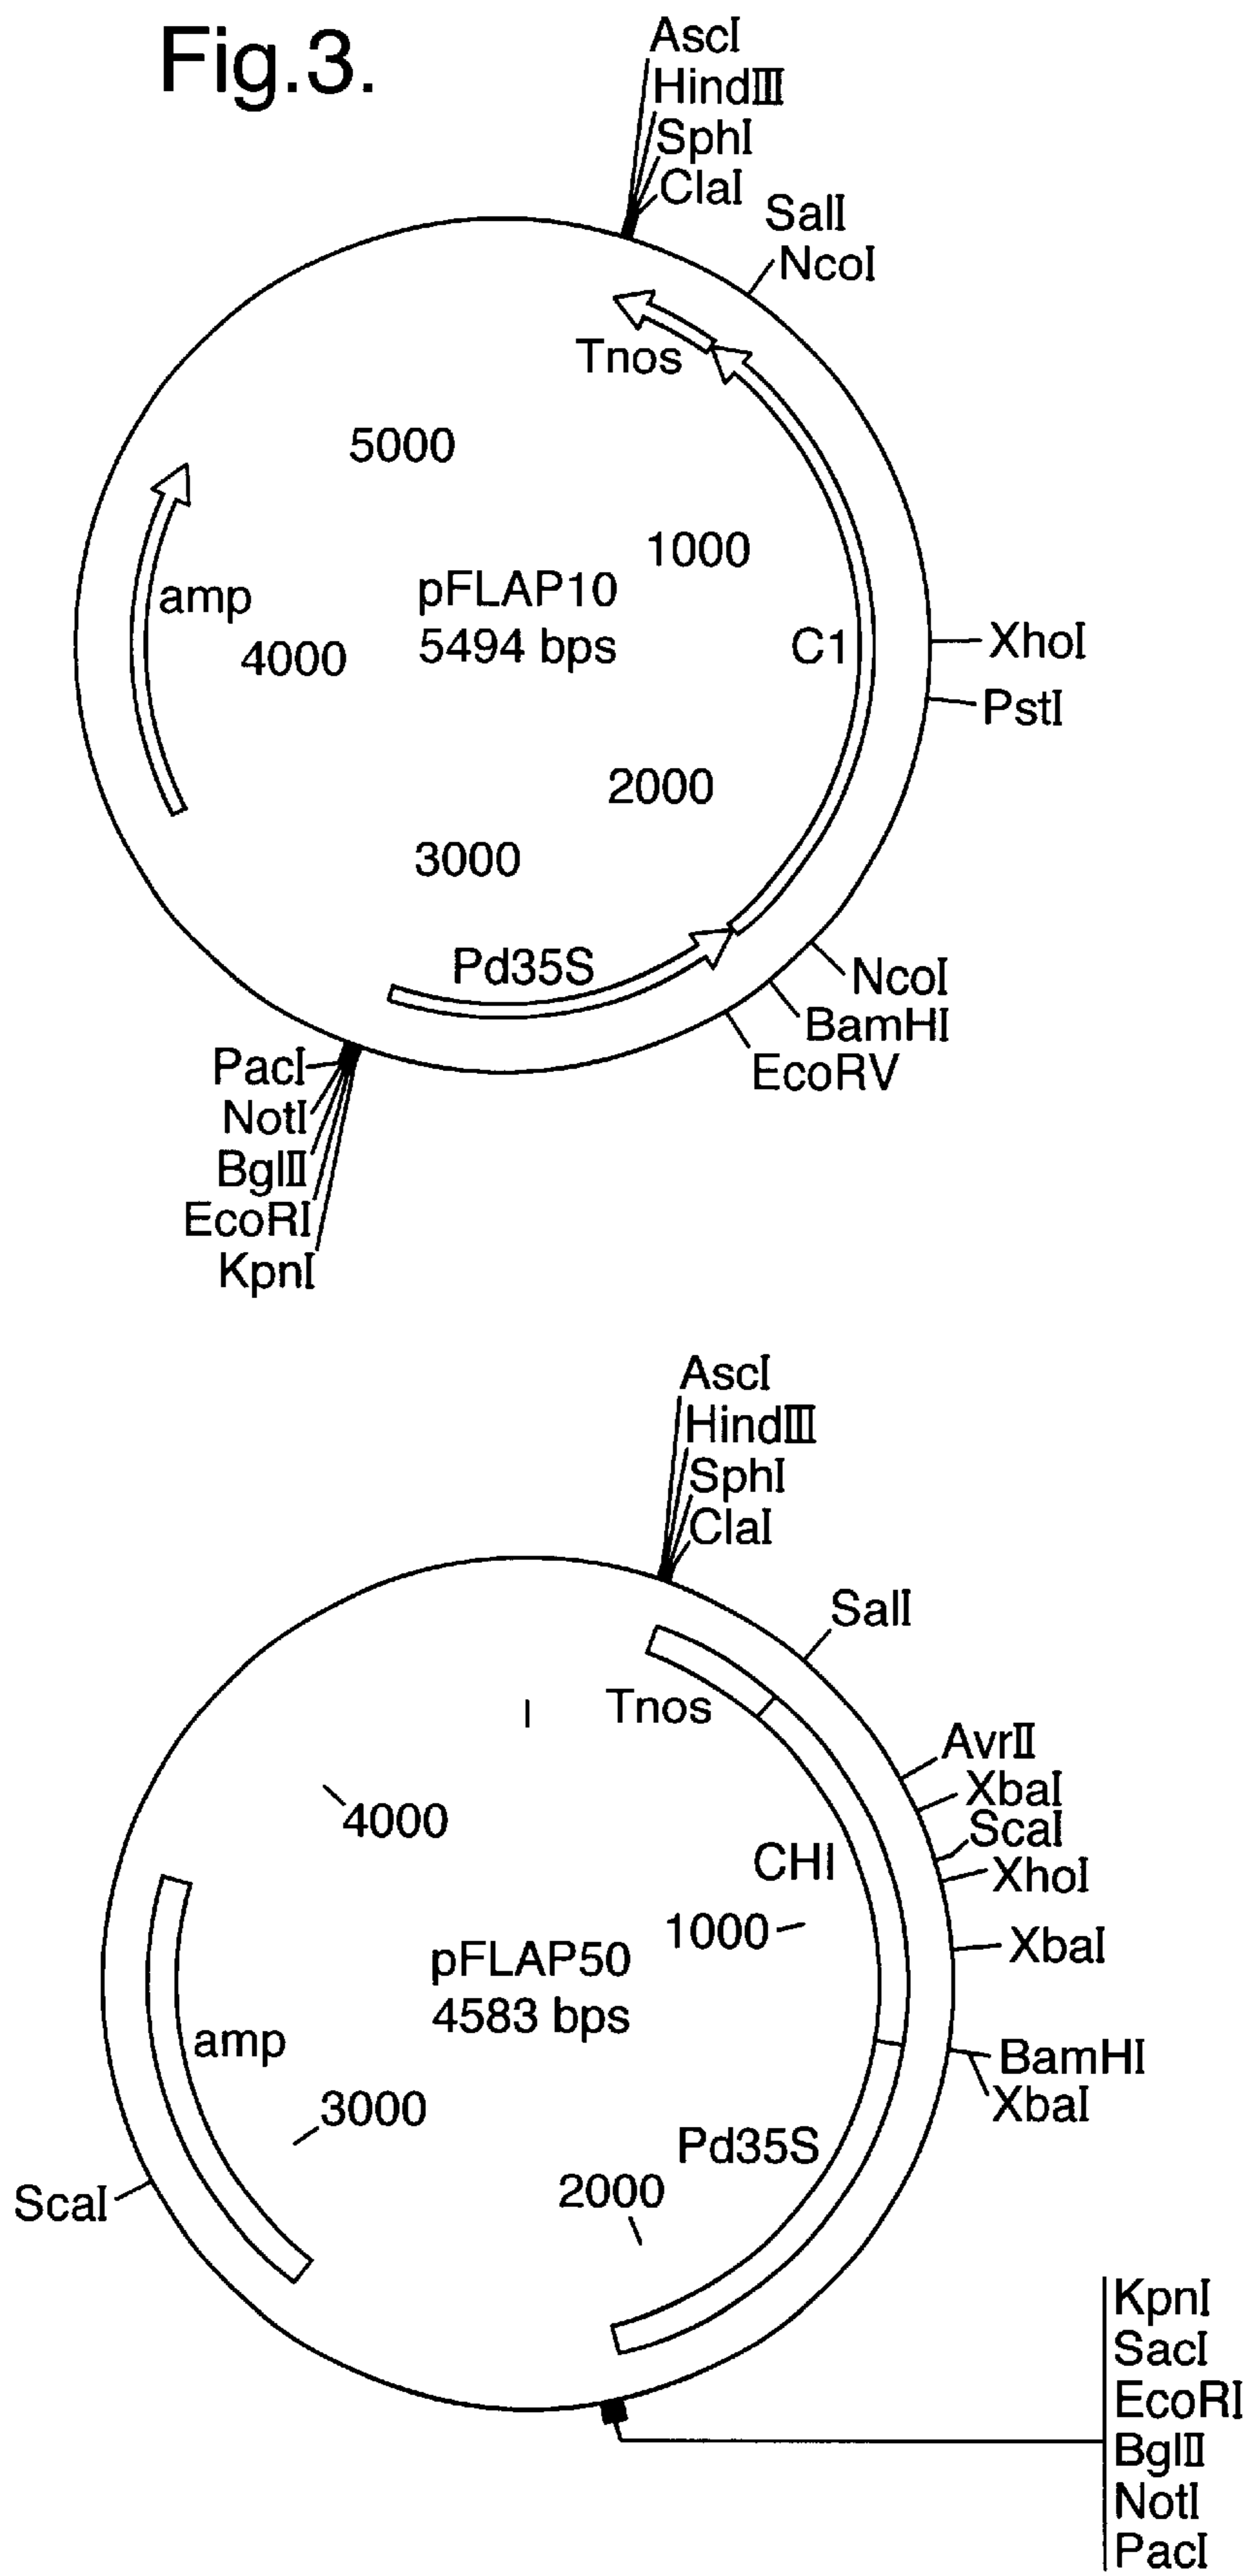 Fig.3.
AscI
HindIII
SphI
ClaI
SalI
NcoI
Tnos
5000
1000
pFLAP10
5494 bps
amp
4000
C1
XhoI
PstI
2000
3000
Pd35S
NcoI
BamHI
EcoRV
PacI
NotI
BglII
EcoRI
KpnI
AscI
HindIII
SphI
ClaI
SalI
Tnos
AvrII
XbaI
ScaI
XhoI
4000
CHI
1000
XbaI
pFLAP50
4583 bps
amp
BamHI
XbaI
3000
Pd35S
2000
ScaI
KpnI
SacI
EcoRI
BglII
NotI
PacI